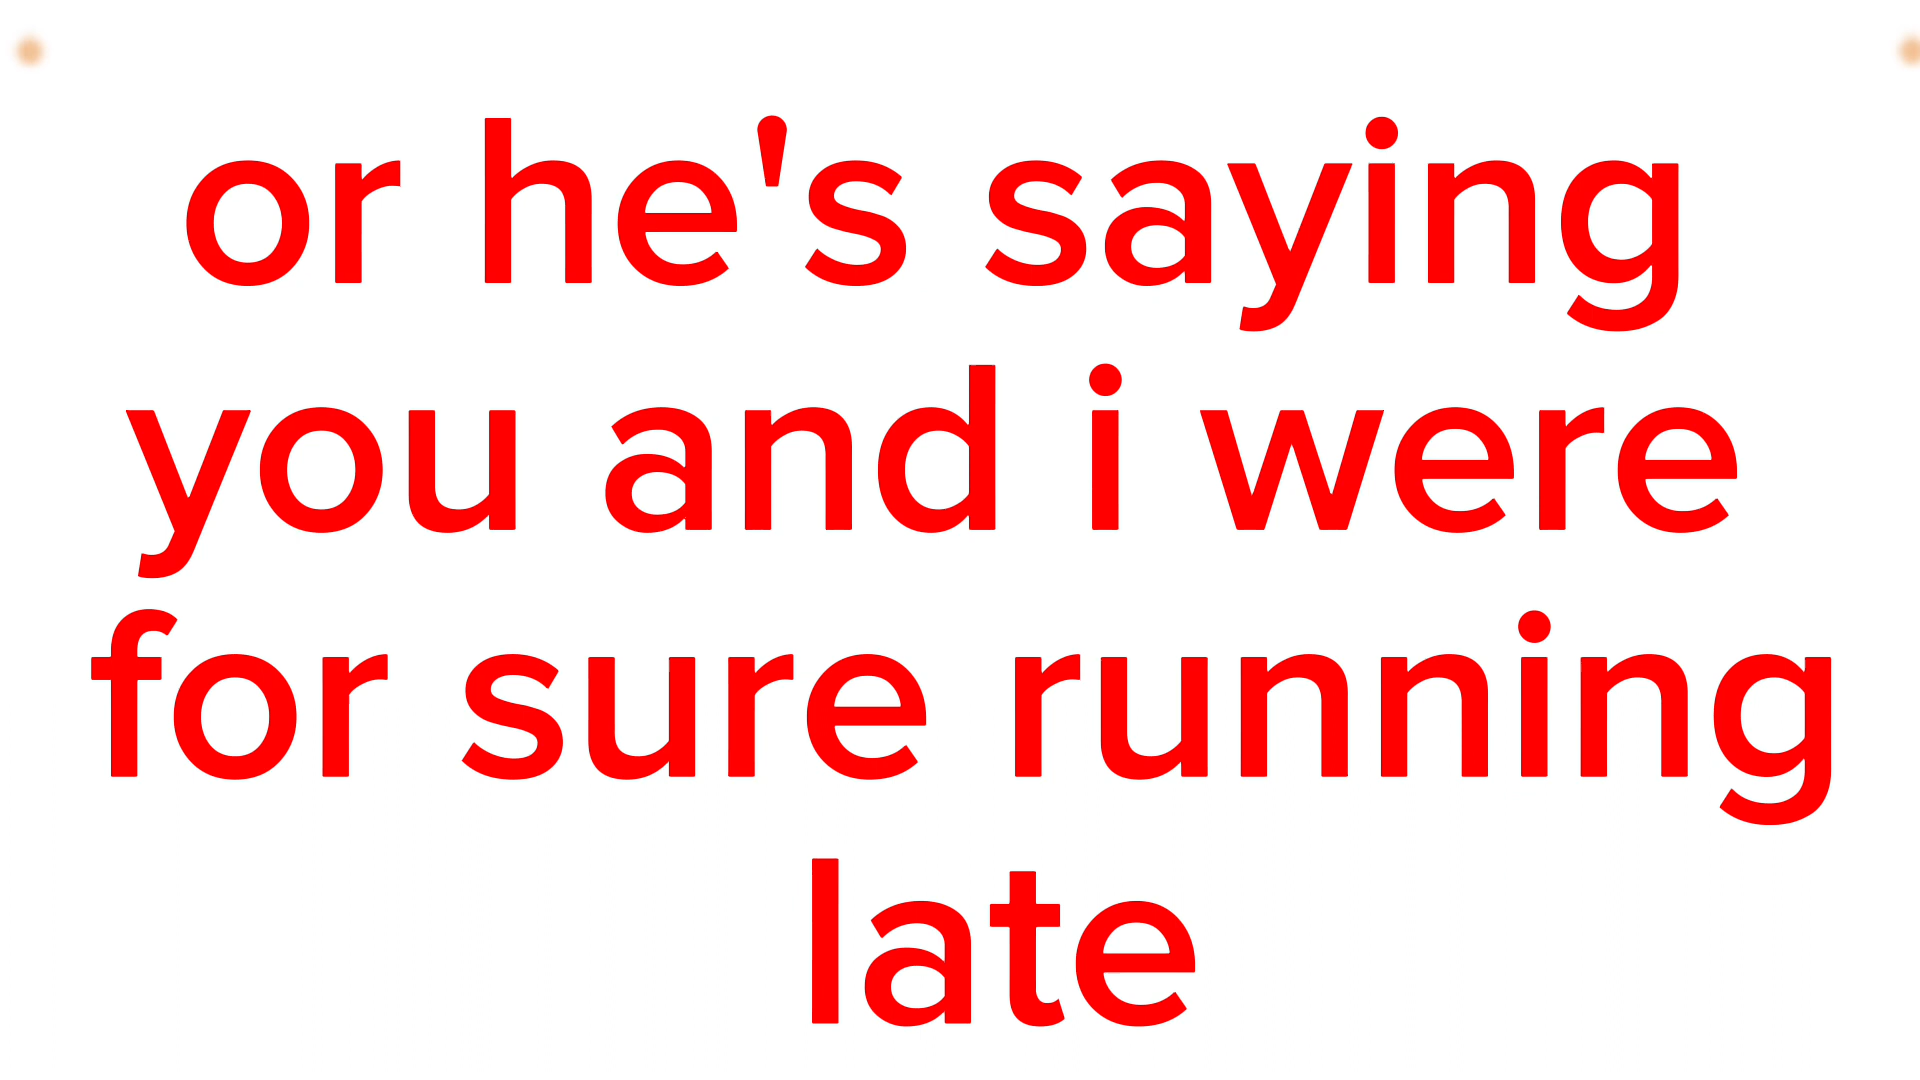 or he's saying
you and i were
for sure running
late